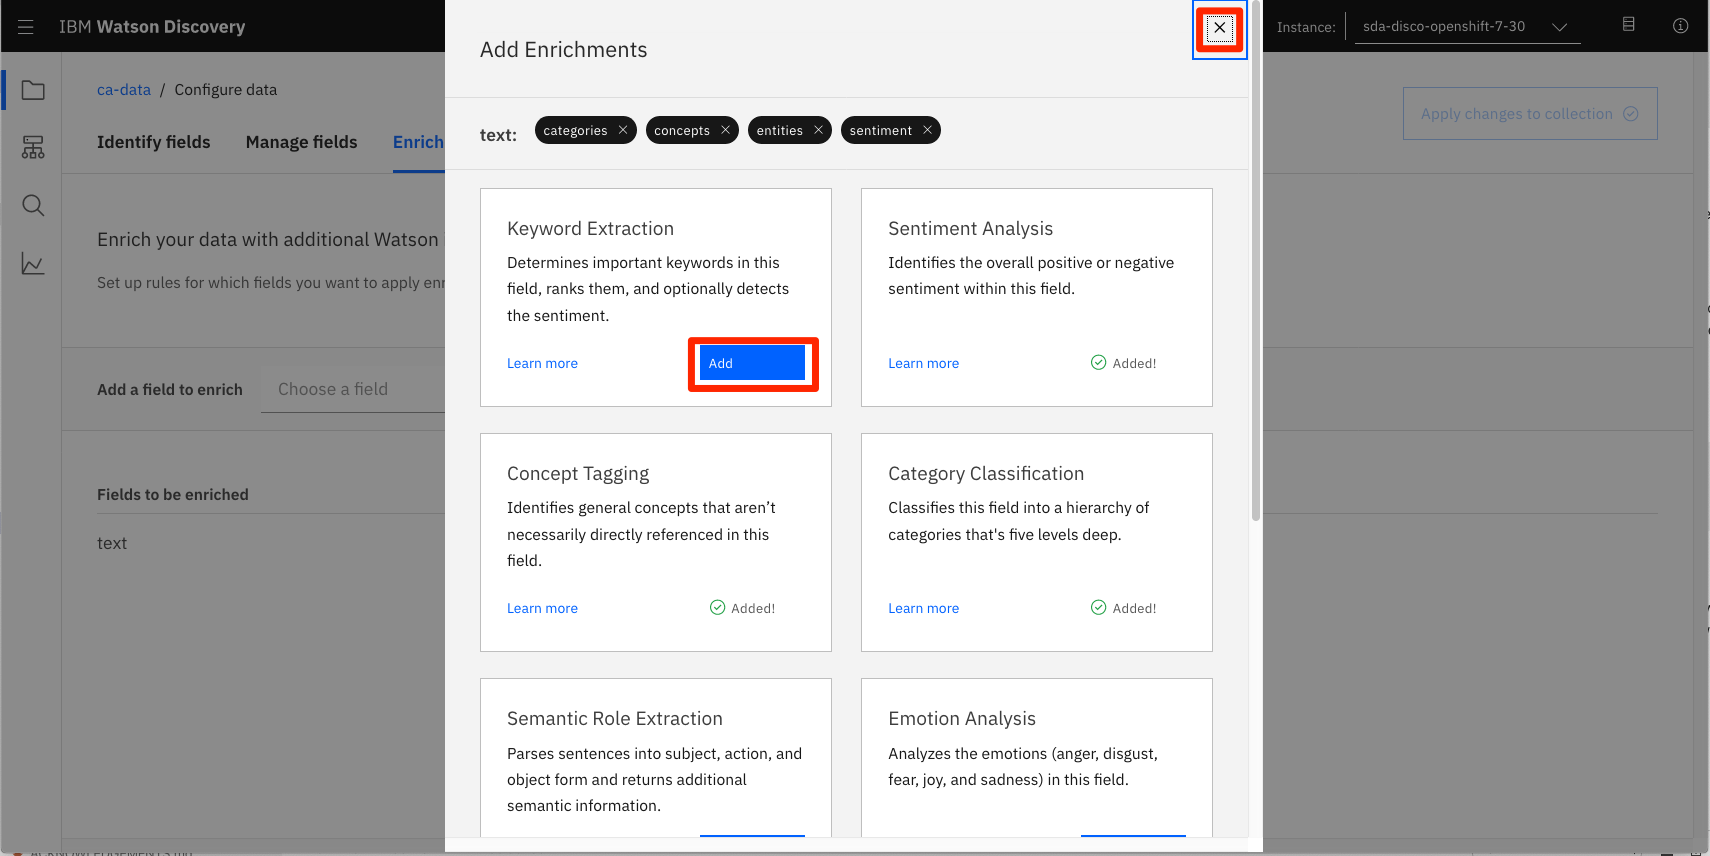 IBM Watson Discovery
Instance: sda-disco-openshift-7-30
ca-data / Configure data
Apply changes to collection
Identify fields Manage fields Enrich
Enrich your data with additional Watson
Set up rules for which fields you want to apply enr
Add a field to enrich Choose a field
Fields to be enriched
text
Add Enrichments
text: categories concepts entities sentiment
Keyword Extraction
Determines important keywords in this
field, ranks them, and optionally detects
the sentiment.
Learn more Add
Sentiment Analysis
Identifies the overall positive or negative
sentiment within this field.
Learn more Added!
Concept Tagging
Identifies general concepts that aren’t
necessarily directly referenced in this
field.
Learn more Added!
Category Classification
Classifies this field into a hierarchy of
categories that's five levels deep.
Learn more Added!
Semantic Role Extraction
Parses sentences into subject, action, and
object form and returns additional
semantic information.
Emotion Analysis
Analyzes the emotions (anger, disgust,
fear, joy, and sadness) in this field.